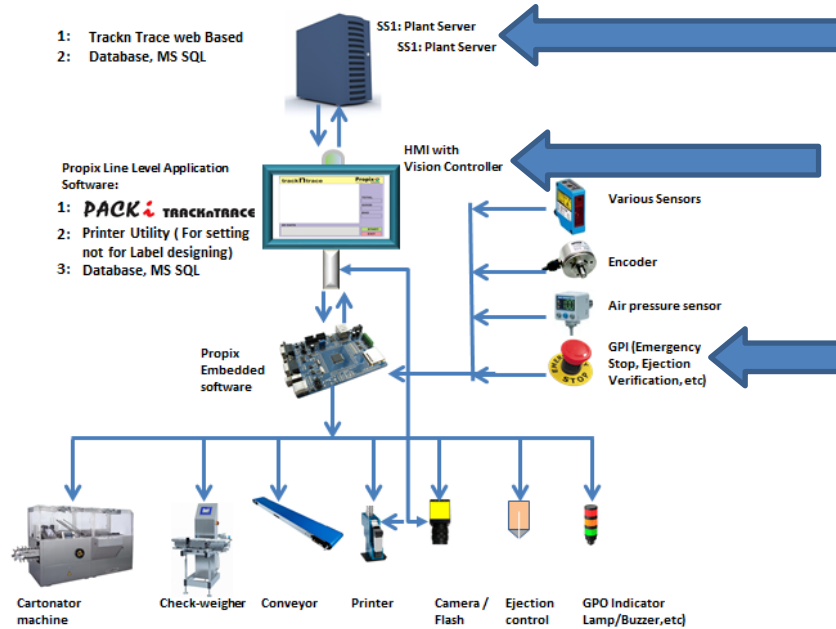 SS1: Plant Server
SS1: Plant Server
1: Trackn Trace web Based
2: Database, MS SQL
HMI with
Vision Controller
Propix Line Level Application
Software:
1: PACKi TRACKnTRACE
2: Printer Utility ( For setting
not for Label designing)
3: Database, MS SQL
tracknTrace Propix
Various Sensors
Encoder
Air pressure sensor
GPI (Emergency
Stop, Ejection
Verification, etc)
STOP
Propix
Embedded
software
Cartonator
machine
Check-weigher
Conveyor
Printer
Camera /
Flash
Ejection
control
GPO Indicator
Lamp/Buzzer,etc)